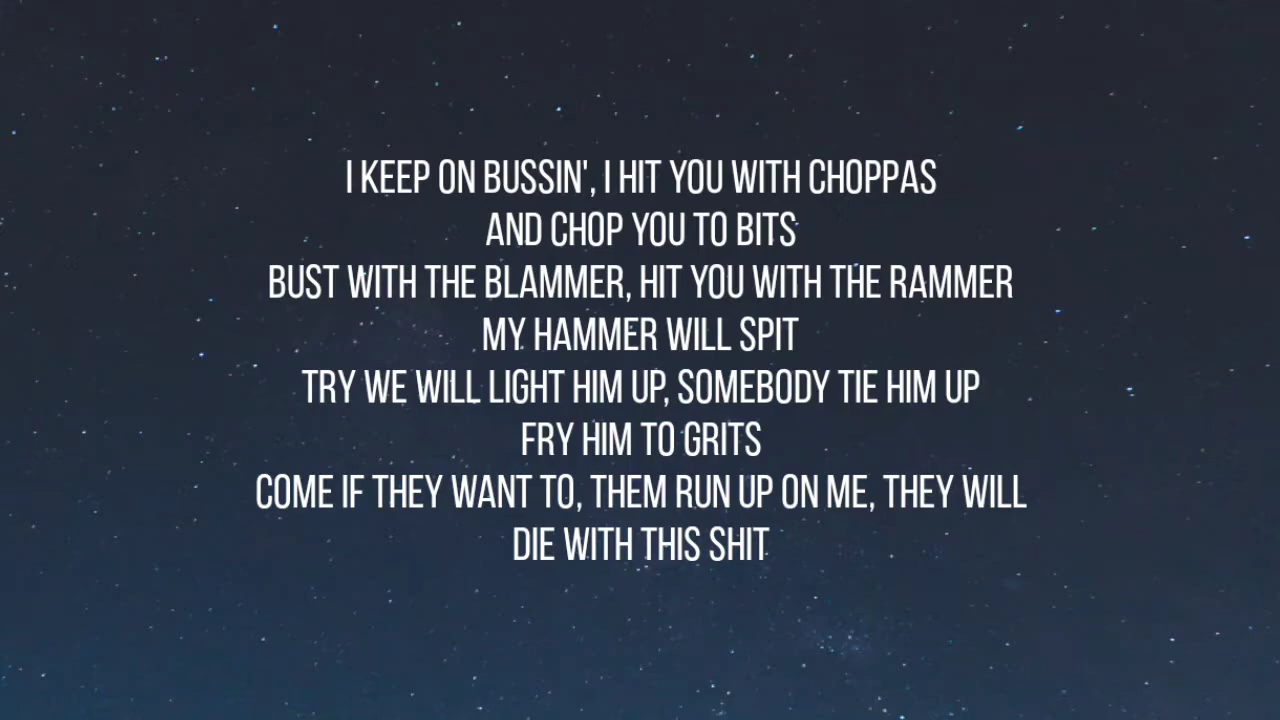 I KEEP ON BUSSIN', I HIT YOU WITH CHOPPAS
AND CHOP YOU TO BITS
BUST WITH THE BLAMMER, HIT YOU WITH THE RAMMER
MY HAMMER WILL SPIT
TRY WE WILL LIGHT HIM UP, SOMEBODY TIE HIM UP
FRY HIM TO GRITS
COME IF THEY WANT TO, THEM RUN UP ON ME, THEY WILL
DIE WITH THIS SHIT